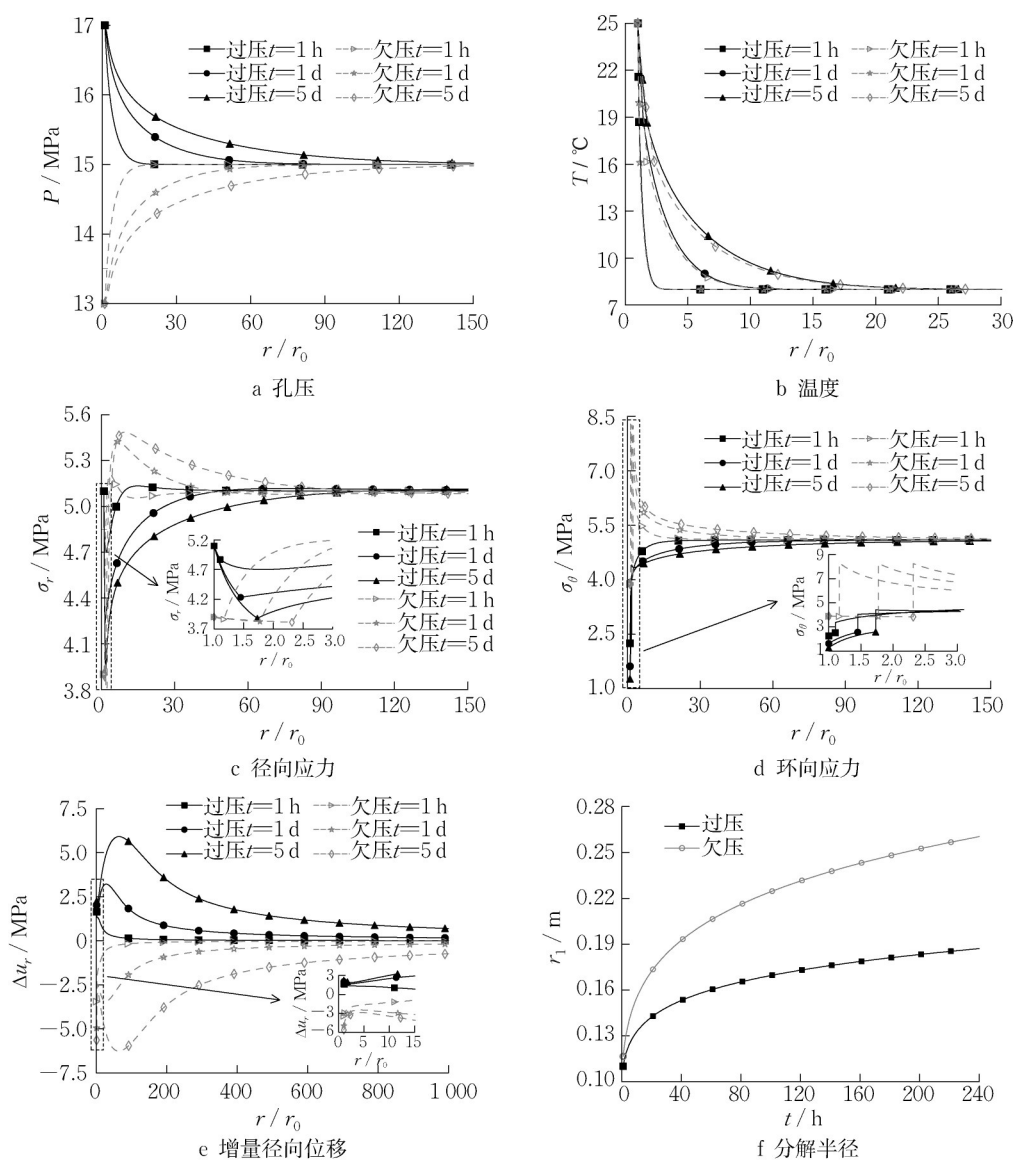 17
16
15
14
13
P / MPa
过压t=1 h
过压t=1 d
过压t=5 d
欠压t=1 h
欠压t=1 d
欠压t=5 d
0 30 60 90 120 150
r / r₀
a 孔压
25
22
19
16
13
10
7
T / ℃
过压t=1 h
过压t=1 d
过压t=5 d
欠压t=1 h
欠压t=1 d
欠压t=5 d
0 5 10 15 20 25 30
r / r₀
b 温度
5.6
5.3
5.0
4.7
4.4
4.1
3.8
σr / MPa
5.2
4.7
4.2
3.7
σr / MPa
1.0 1.5 2.0 2.5 3.0
r / r₀
过压t=1 h
过压t=1 d
过压t=5 d
欠压t=1 h
欠压t=1 d
欠压t=5 d
0 30 60 90 120 150
r / r₀
c 径向应力
8.5
7.0
5.5
4.0
2.5
1.0
σθ / MPa
过压t=1 h
过压t=1 d
过压t=5 d
欠压t=1 h
欠压t=1 d
欠压t=5 d
9
7
5
3
1
σθ / MPa
1.0 1.5 2.0 2.5 3.0
r / r₀
0 30 60 90 120 150
r / r₀
d 环向应力
7.5
5.0
2.5
0
−2.5
−5.0
−7.5
Δur / MPa
过压t=1 h
过压t=1 d
过压t=5 d
欠压t=1 h
欠压t=1 d
欠压t=5 d
3
0
−3
−6
Δur / MPa
0 5 10 15
r / r₀
0 200 400 600 800 1 000
r / r₀
e 增量径向位移
0.28
0.25
0.22
0.19
0.16
0.13
0.10
r₁ / m
过压
欠压
0 40 80 120 160 200 240
t / h
f 分解半径